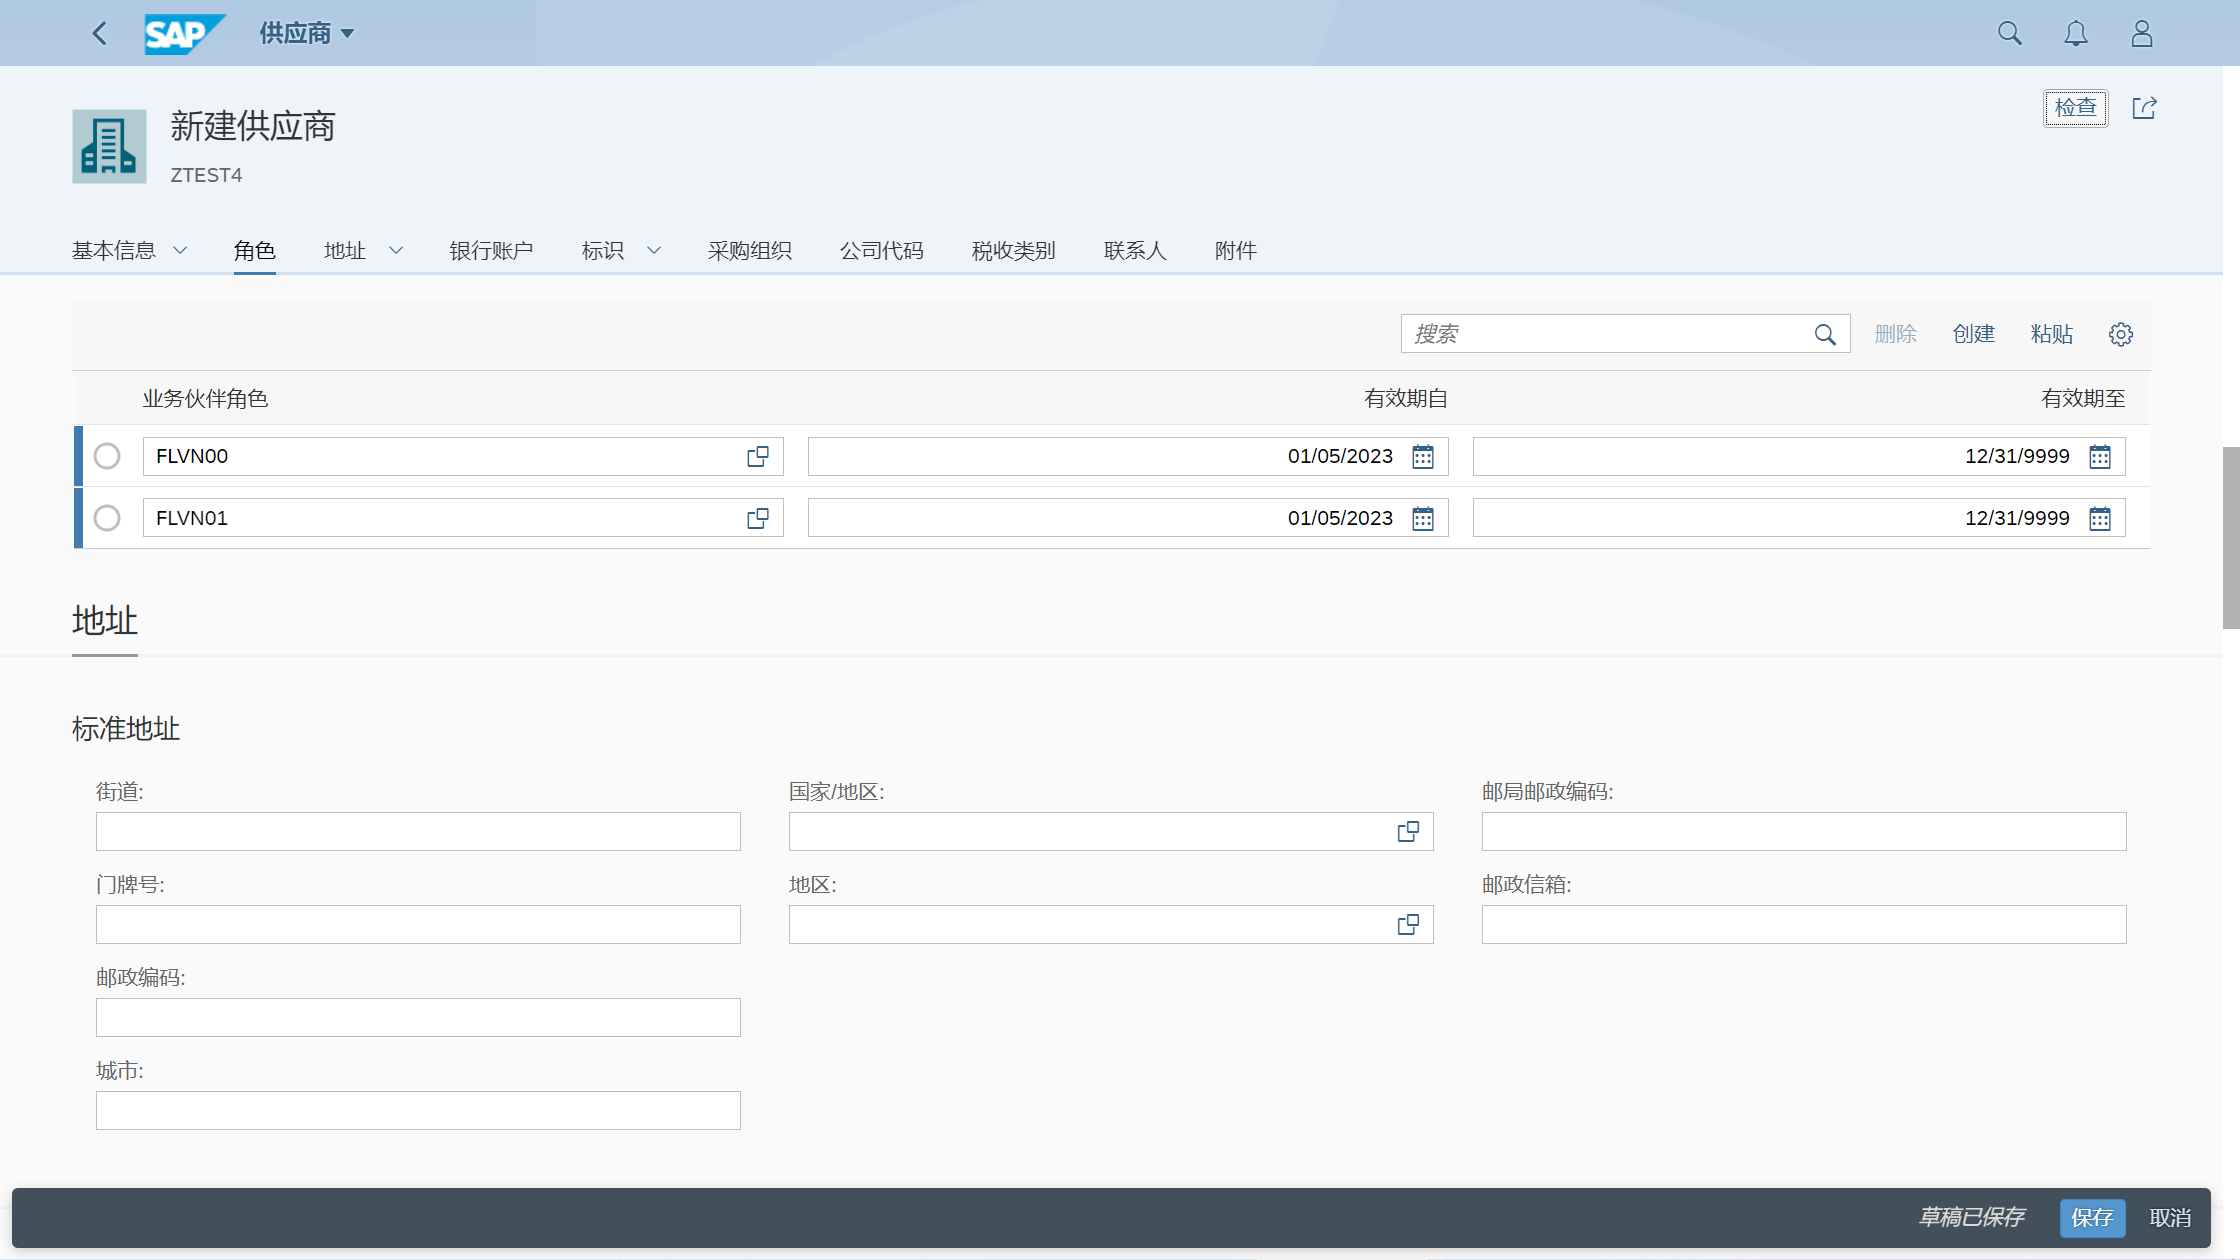 SAP 供应商
新建供应商
ZTEST4
检查
基本信息 角色 地址 银行账户 标识 采购组织 公司代码 税收类别 联系人 附件
搜索 删除 创建 粘贴
业务伙伴角色 有效期自 有效期至
FLVN00 01/05/2023 12/31/9999
FLVN01 01/05/2023 12/31/9999
地址
标准地址
街道: 国家/地区: 邮局邮政编码:
门牌号: 地区: 邮政信箱:
邮政编码:
城市:
草稿已保存 保存 取消